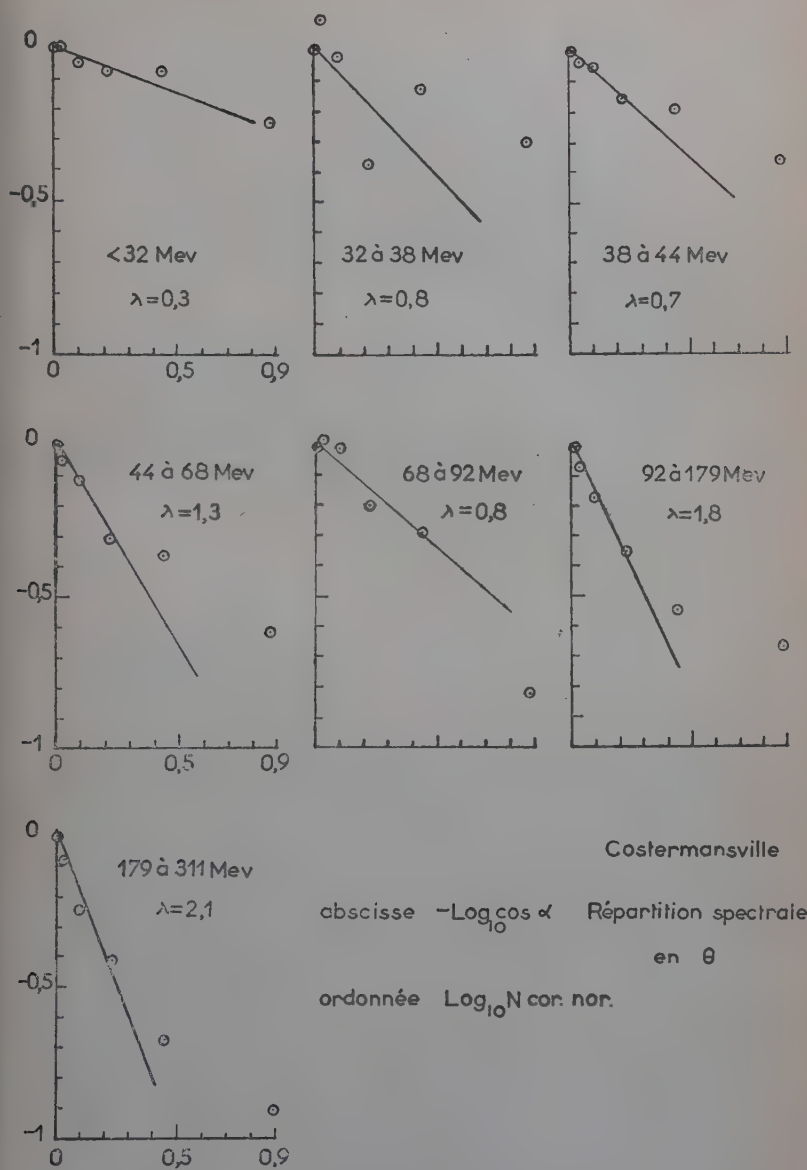 0
-0,5
-1
<32 Mev
λ=0,3
0 0,5 0,9
32 à 38 Mev
λ=0,8
38 à 44 Mev
λ=0,7
0
-0,5
-1
44 à 68 Mev
λ=1,3
0 0,5 0,9
68 à 92 Mev
λ=0,8
92 à 179 Mev
λ=1,8
0
-0,5
-1
179 à 311 Mev
λ=2,1
0 0,5 0,9
Costermansville
abscisse -Log10cos α Répartition spectrale
en θ
ordonnée Log10N cor. nor.